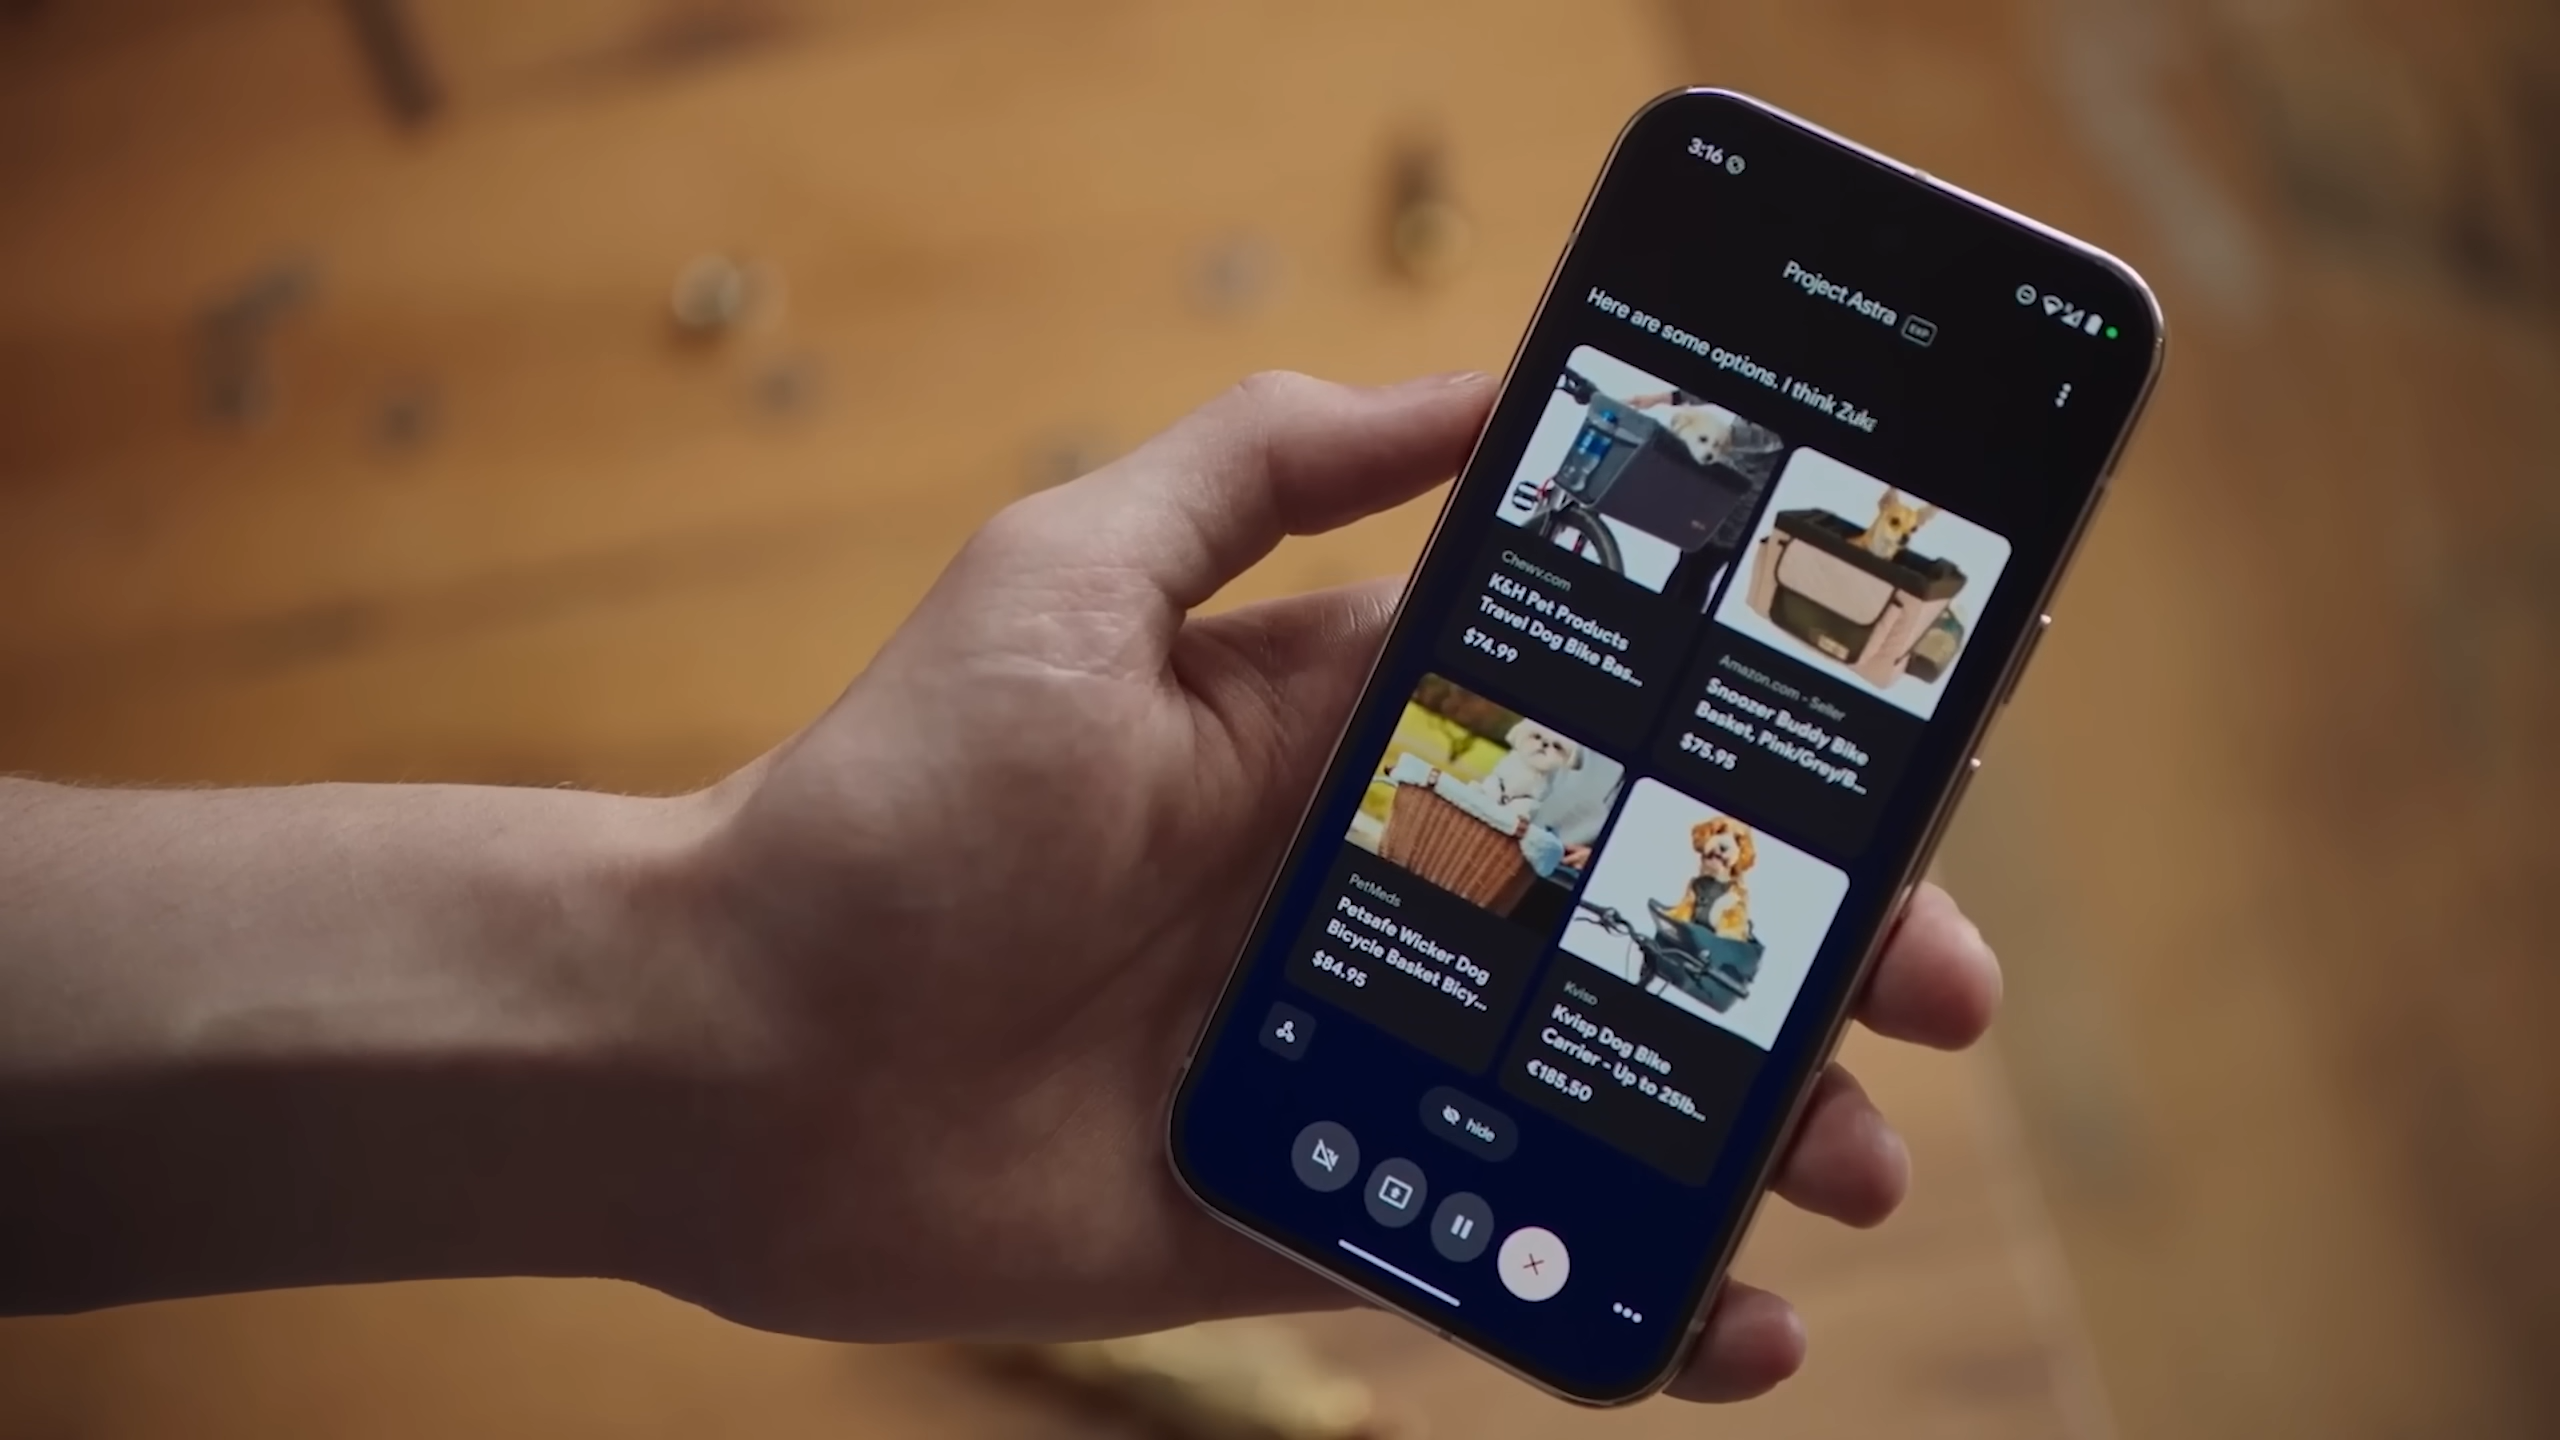 3:16
Project Astra EXP
Here are some options. I think Zuke
Chewy.com
K&H Pet Products
Travel Dog Bike Bas...
$74.99
Amazon.com - Seller
Snoozer Buddy Bike
Basket, Pink/Grey/B...
$75.95
PetMeds
Petsafe Wicker Dog
Bicycle Basket Bicy...
$84.95
Kvisp
Kvisp Dog Bike
Carrier - Up to 25lb...
€185,50
hide